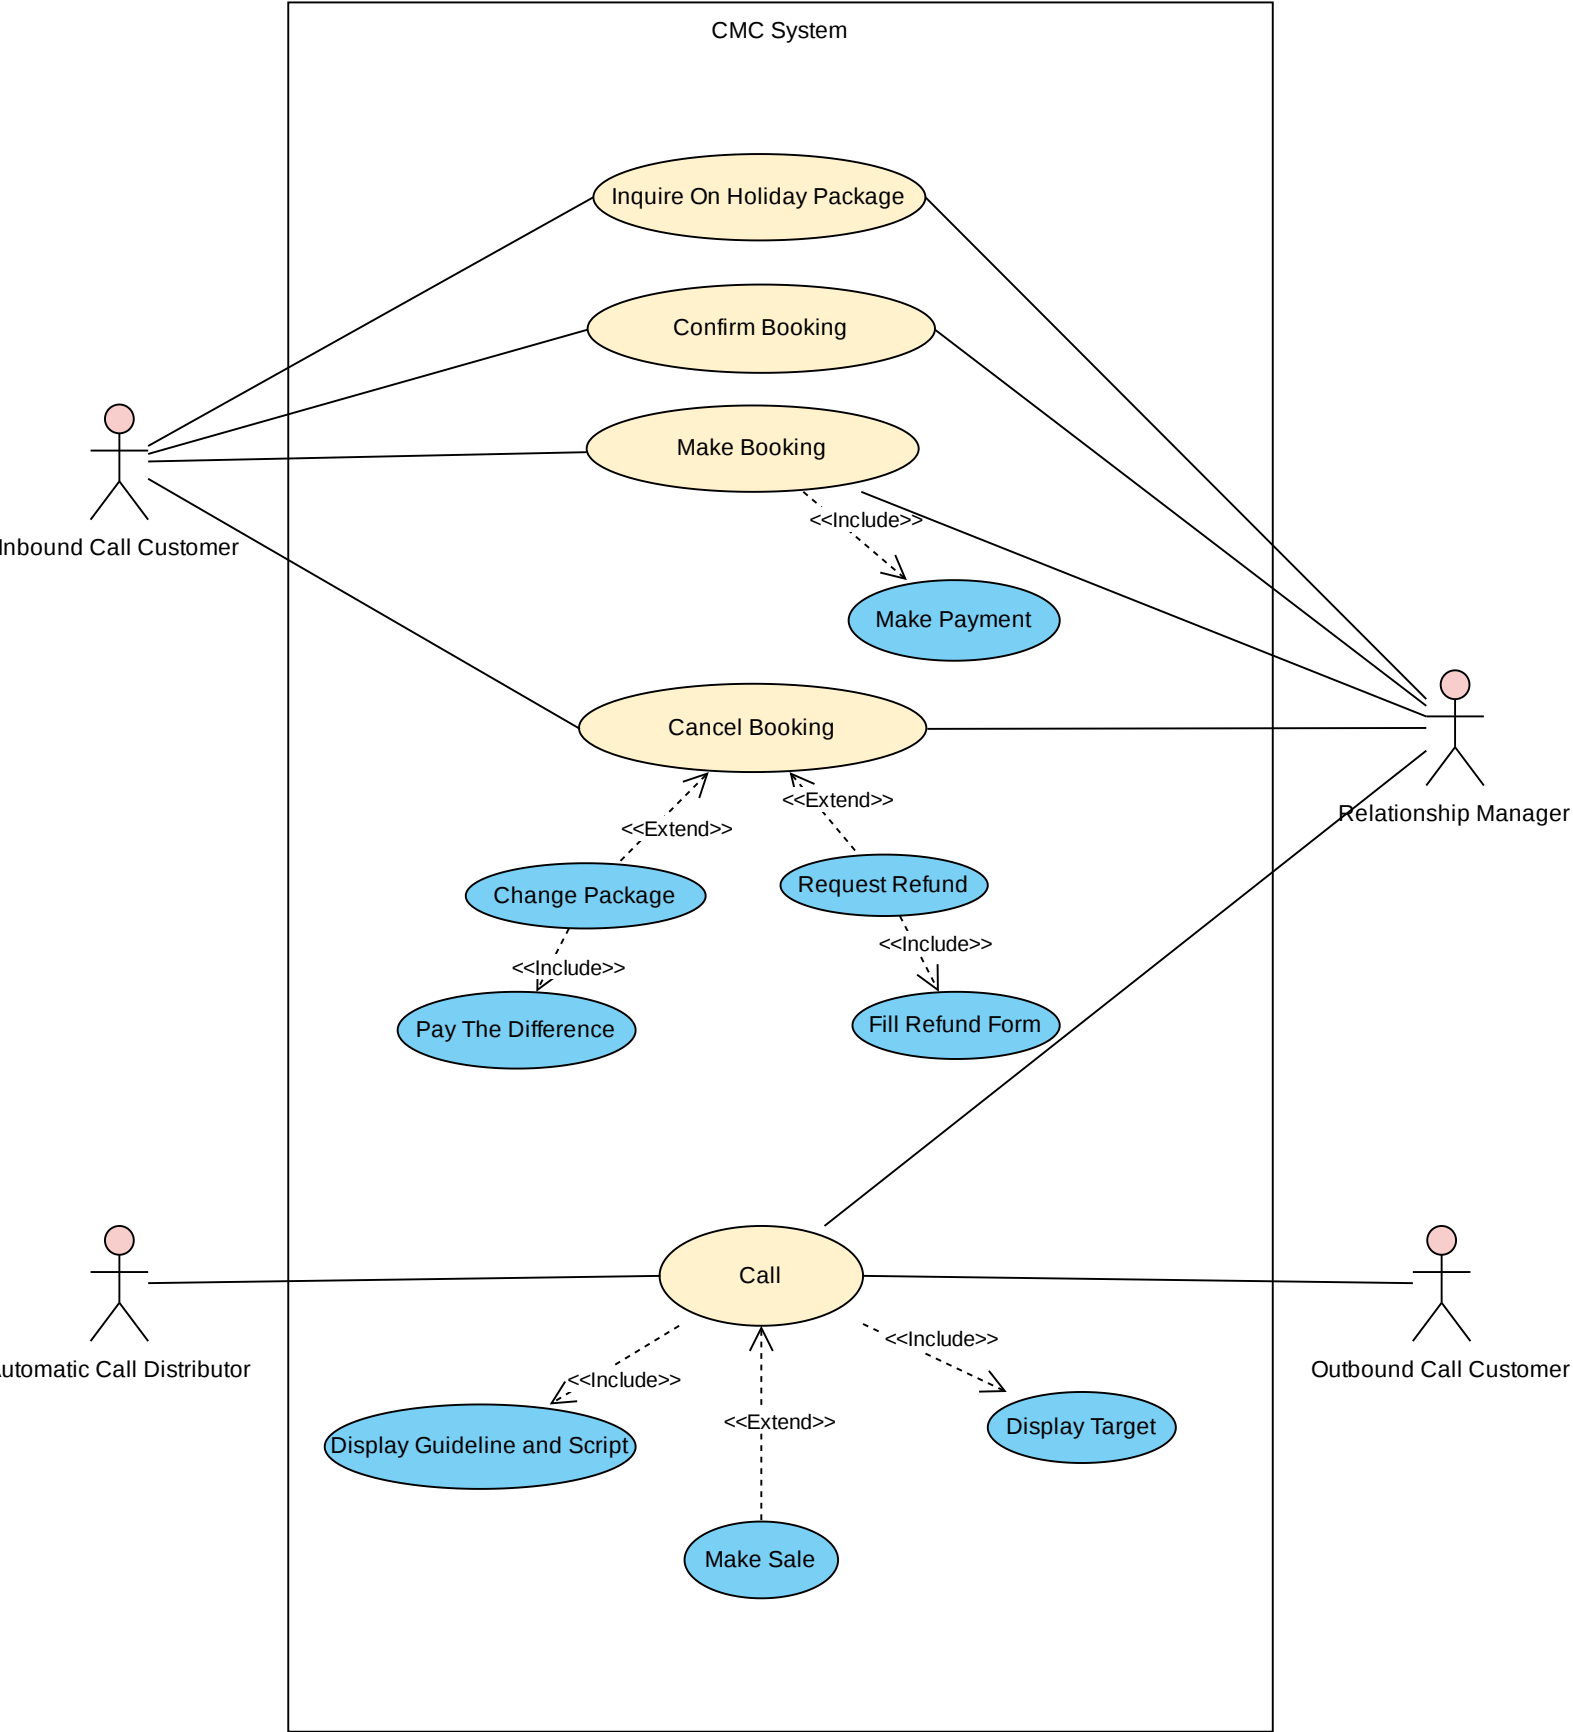 CMC System
Inquire On Holiday Package
Confirm Booking
Make Booking
<<Include>>
Inbound Call Customer
Make Payment
Cancel Booking
<<Extend>>
<<Extend>>
Relationship Manager
Change Package
Request Refund
<<Include>>
<<Include>>
Pay The Difference
Fill Refund Form
Call
<<Include>>
Automatic Call Distributor
Outbound Call Customer
<<Include>>
<<Extend>>
Display Guideline and Script
Display Target
Make Sale